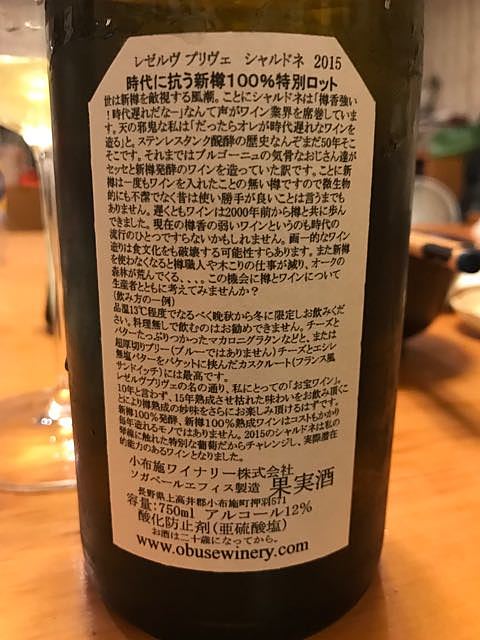 レゼルヴ プリヴェ シャルドネ 2015
時代に抗う新樽100%特別ロット
世は新樽を敵視する風潮。ことにシャルドネは「樽香強い
!時代遅れだな~」なんて声がワイン業界を席巻していま
す。天の邪鬼な私は「だったらオレが時代遅れなワインを
造る」と。ステンレスタンク醗酵の歴史なんぞまだ50年そこ
そこです。それまではブルゴーニュの気骨なおじさん達が
セッセと新樽発酵のワインを造っていた訳です。ことに新
樽は一度もワインを入れたことの無い樽ですので微生物
的にも不潔でなく昔は使い勝手が良いことは言うまでも
ありません。遅くともワインは2000年前から樽と共に歩ん
できました。現在の樽香の弱いワインというのも時代の
流行のひとつですらないかもしれません。画一的なワイン
造りは食文化をも破壊する可能性すらあります。また新樽
を使わなくなると樽職人や木こりの仕事が減り、オークの
森林が荒んでくる、、、。この機会に樽とワインについて
生産者とともに考えてみませんか?
(飲み方の一例)
品温13℃程度でなるべく晩秋から冬に限定しお飲みくだ
さい。料理無しで飲むのはお勧めできません。チーズと
バターたっぷりつかったマカロニグラタンなどと、または
超厚切りブリー(ブルーではありません)チーズとエシレ
無塩バターをバケットに挟んだカスクルート(フランス風
サンドイッチ)には最高です。
レゼルヴプリヴェの名の通り、私にとっての「お宝ワイン」。
10年と言わず、15年熟成させ枯れた味わいをお飲み頂くこ
とにより樽熟成の妙味をさらにお楽しみ頂けるはずです。
新樽100%発酵、新樽100%熟成ワインはコストもかかり
毎年造れるモノではありません。2015のシャルドネは私の
琴線に触れた特別な葡萄だからチャレンジし、実際潜在
的能力のあるワインとなりました。
小布施ワイナリー株式会社
ソガペールエフィス製造 果実酒
長野県上高井郡小布施町押羽571
容量:750ml アルコール12%
酸化防止剤(亜硫酸塩)
お酒は二十歳になってから。
www.obusewinery.com